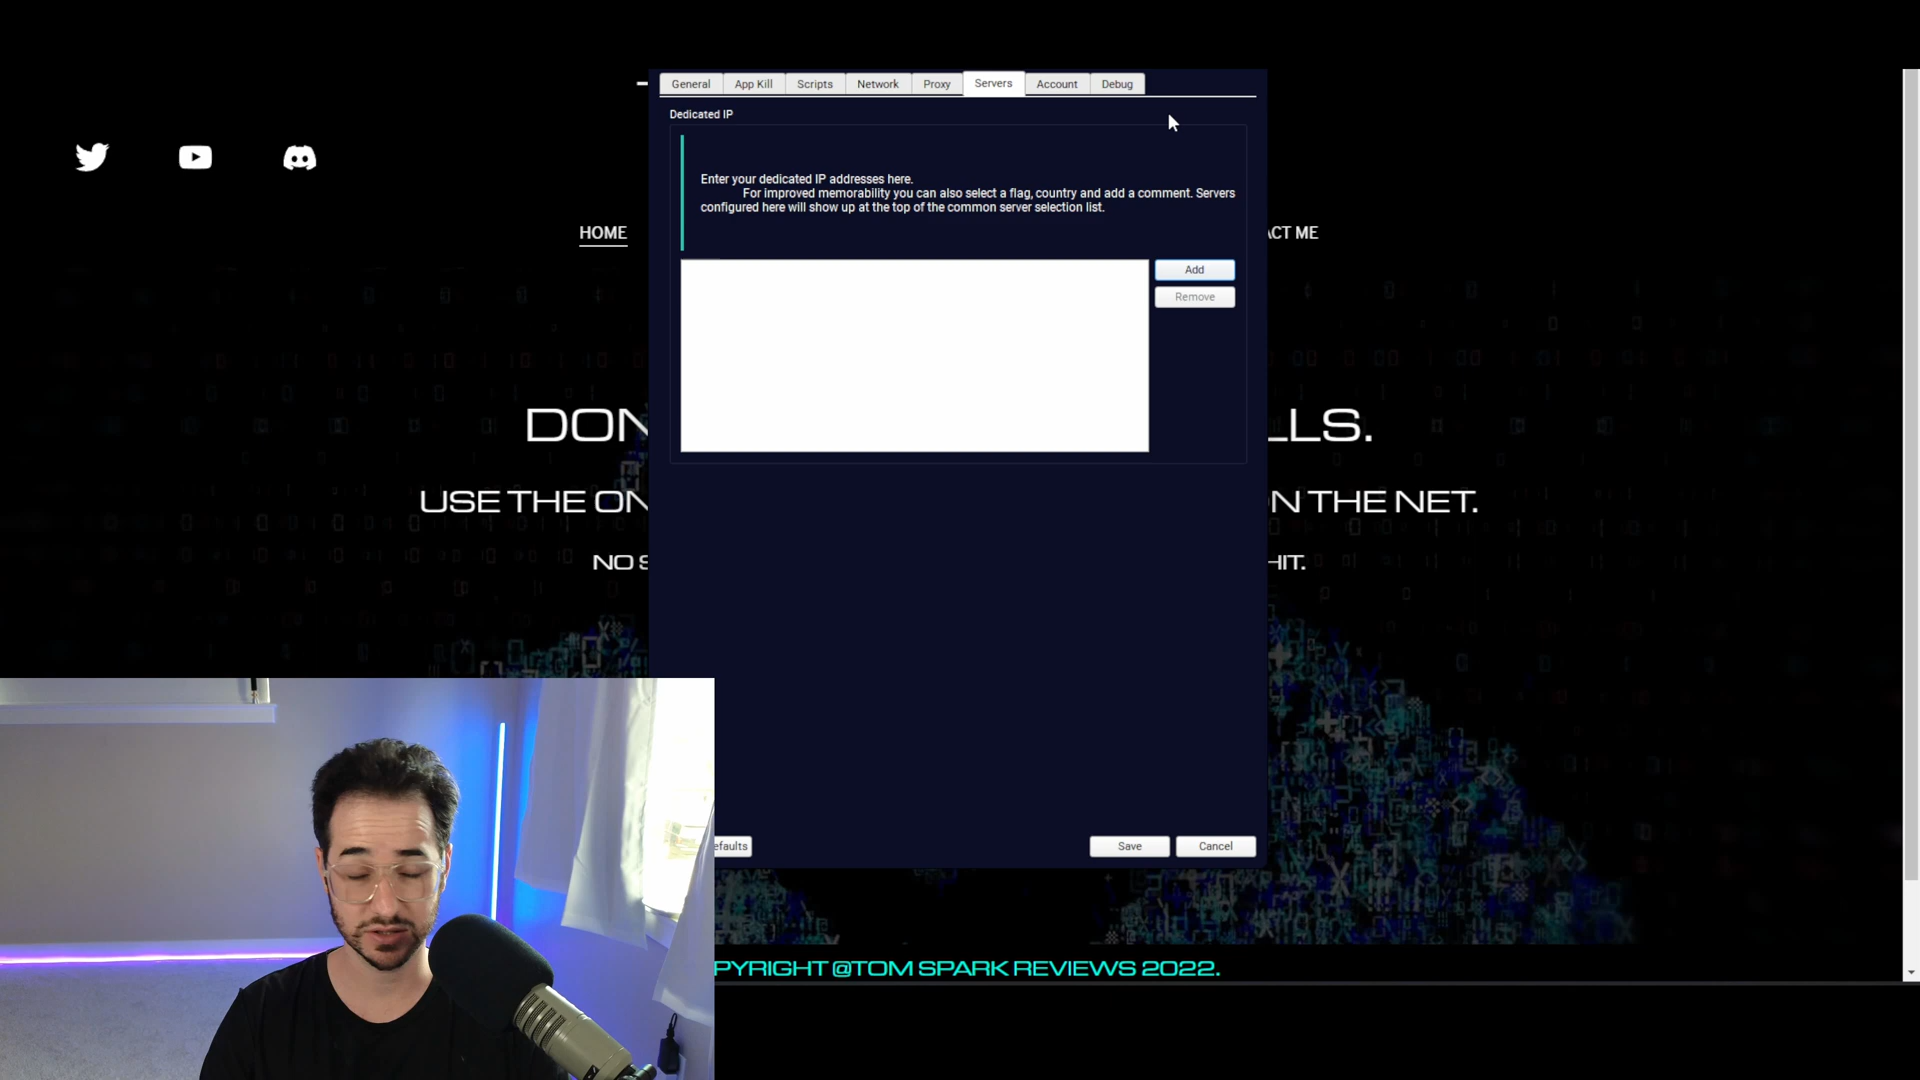 General
App Kill
Scripts
Network
Proxy
Servers
Account
Debug
Dedicated IP
Enter your dedicated IP addresses here.
For improved memorability you can also select a flag, country and add a comment. Servers
configured here will show up at the top of the common server selection list.
HOME
ACT ME
Add
Remove
DON
LLS.
USE THE ON
N THE NET.
NO S
HIT.
efaults
Save
Cancel
PYRIGHT @TOM SPARK REVIEWS 2022.